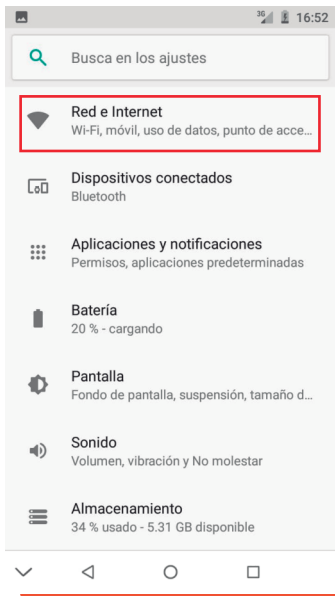 3G 16:52
Busca en los ajustes
Red e Internet
Wi-Fi, móvil, uso de datos, punto de acce...
Dispositivos conectados
Bluetooth
Aplicaciones y notificaciones
Permisos, aplicaciones predeterminadas
Batería
20 % - cargando
Pantalla
Fondo de pantalla, suspensión, tamaño d...
Sonido
Volumen, vibración y No molestar
Almacenamiento
34 % usado - 5.31 GB disponible